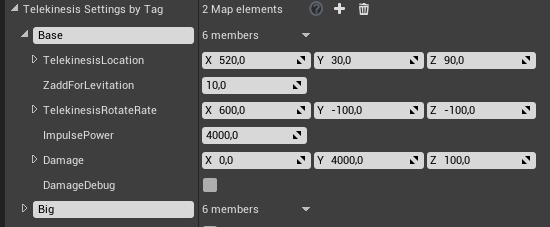 Telekinesis Settings by Tag 2 Map elements
Base 6 members
TelekinesisLocation X 520,0 Y 30,0 Z 90,0
ZaddForLevitation 10,0
TelekinesisRotateRate X 600,0 Y -100,0 Z -100,0
ImpulsePower 4000,0
Damage X 0,0 Y 4000,0 Z 100,0
DamageDebug
Big 6 members